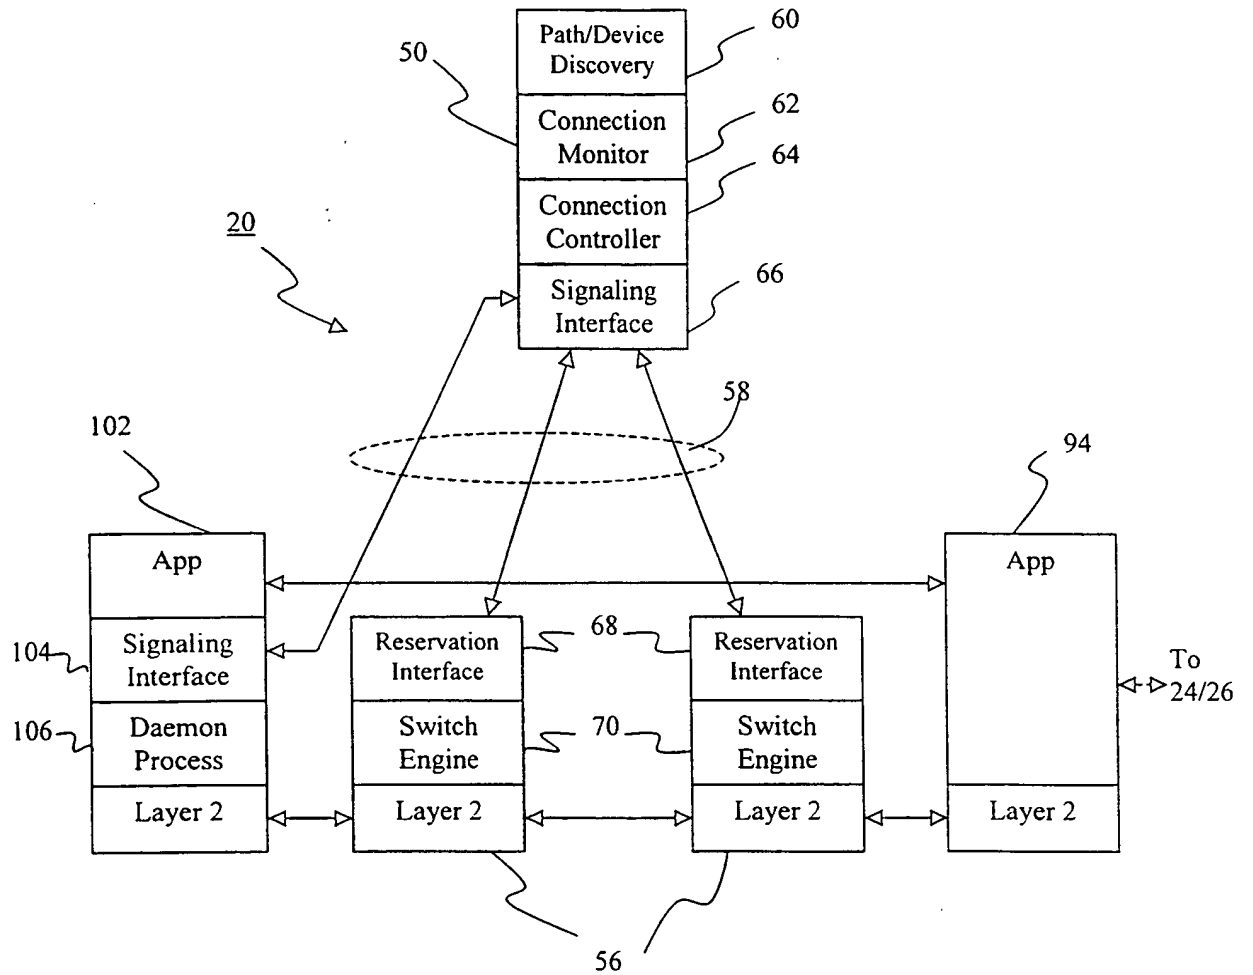 Path/Device
Discovery
60
50
Connection
Monitor
62
64
Connection
Controller
20
Signaling
Interface
66
58
102
94
App
App
Signaling
Interface
104
Reservation
Interface
68
Reservation
Interface
To
24/26
Daemon
Process
106
Switch
Engine
70
Switch
Engine
Layer 2
Layer 2
Layer 2
Layer 2
56